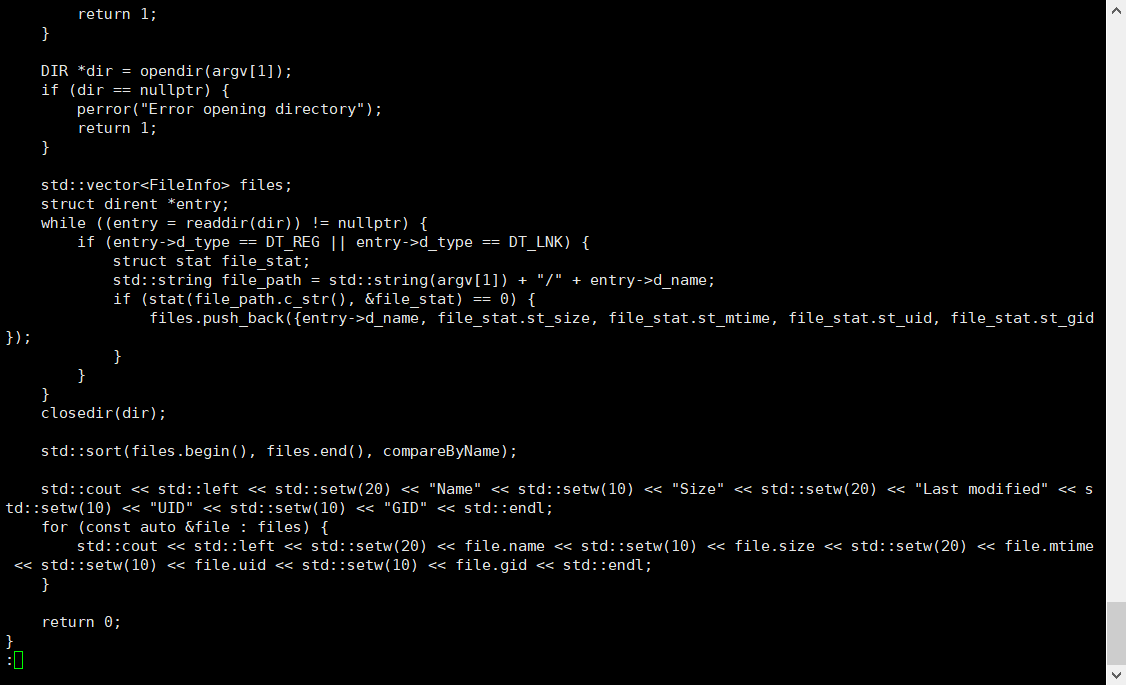 return 1;
    }

    DIR *dir = opendir(argv[1]);
    if (dir == nullptr) {
        perror("Error opening directory");
        return 1;
    }

    std::vector<FileInfo> files;
    struct dirent *entry;
    while ((entry = readdir(dir)) != nullptr) {
        if (entry->d_type == DT_REG || entry->d_type == DT_LNK) {
            struct stat file_stat;
            std::string file_path = std::string(argv[1]) + "/" + entry->d_name;
            if (stat(file_path.c_str(), &file_stat) == 0) {
                files.push_back({entry->d_name, file_stat.st_size, file_stat.st_mtime, file_stat.st_uid, file_stat.st_gid
});
            }
        }
    }
    closedir(dir);

    std::sort(files.begin(), files.end(), compareByName);

    std::cout << std::left << std::setw(20) << "Name" << std::setw(10) << "Size" << std::setw(20) << "Last modified" << s
td::setw(10) << "UID" << std::setw(10) << "GID" << std::endl;
    for (const auto &file : files) {
        std::cout << std::left << std::setw(20) << file.name << std::setw(10) << file.size << std::setw(20) << file.mtime
 << std::setw(10) << file.uid << std::setw(10) << file.gid << std::endl;
    }

    return 0;
}
: